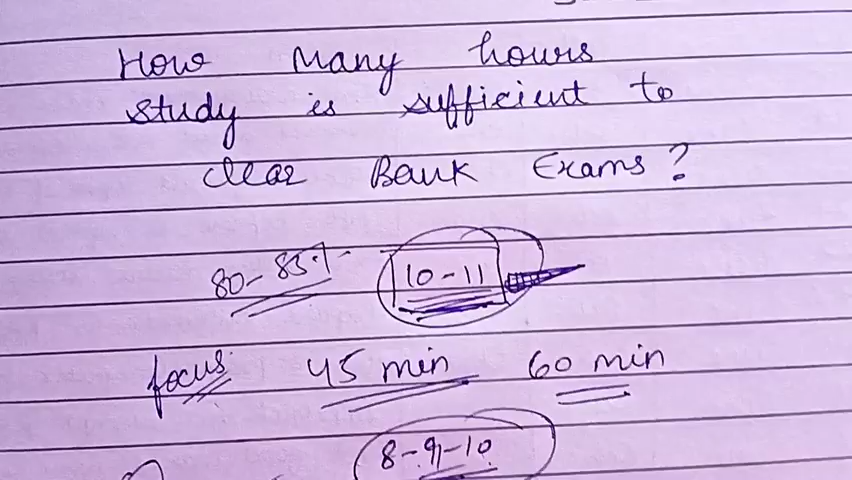 How Many hours
study is sufficient to
clear Bank Exams?
80-85% 10-11
focus: 45 min 60 min
8-9-10